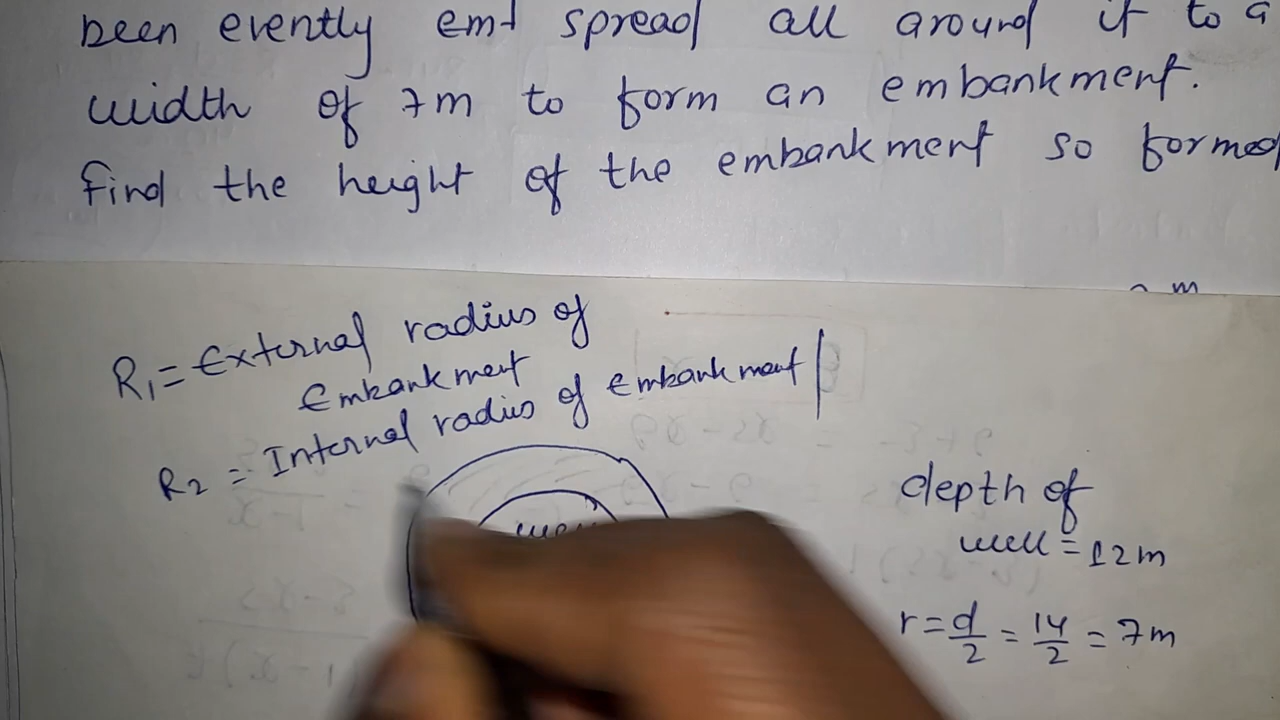 been evently emt spread all around it to a
width of 7m to form an embankment.
find the height of the embankment so formed
m
R1 = External radius of
Embankment
R2 = Internal radius of embankment
depth of
well = 12m
r = d/2 = 14/2 = 7m